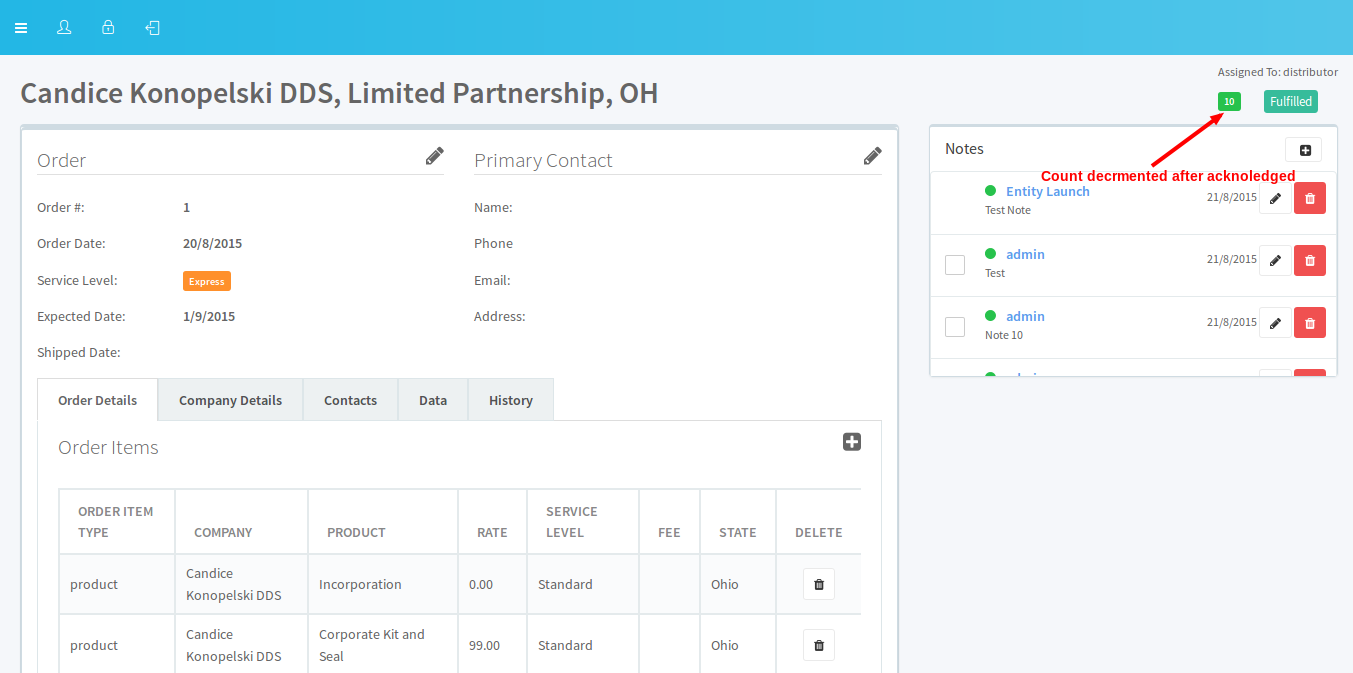 Assigned To: distributor
Candice Konopelski DDS, Limited Partnership, OH
10 Fulfilled
Order
Primary Contact
Order #: 1
Name:
Order Date: 20/8/2015
Phone
Service Level: Express
Email:
Expected Date: 1/9/2015
Address:
Shipped Date:
Notes
Count decrmented after acknoledged
Entity Launch 21/8/2015
Test Note
admin 21/8/2015
Test
admin 21/8/2015
Note 10
Order Details Company Details Contacts Data History
Order Items
ORDER ITEM TYPE COMPANY PRODUCT RATE SERVICE LEVEL FEE STATE DELETE
product Candice Konopelski DDS Incorporation 0.00 Standard Ohio
product Candice Konopelski DDS Corporate Kit and Seal 99.00 Standard Ohio